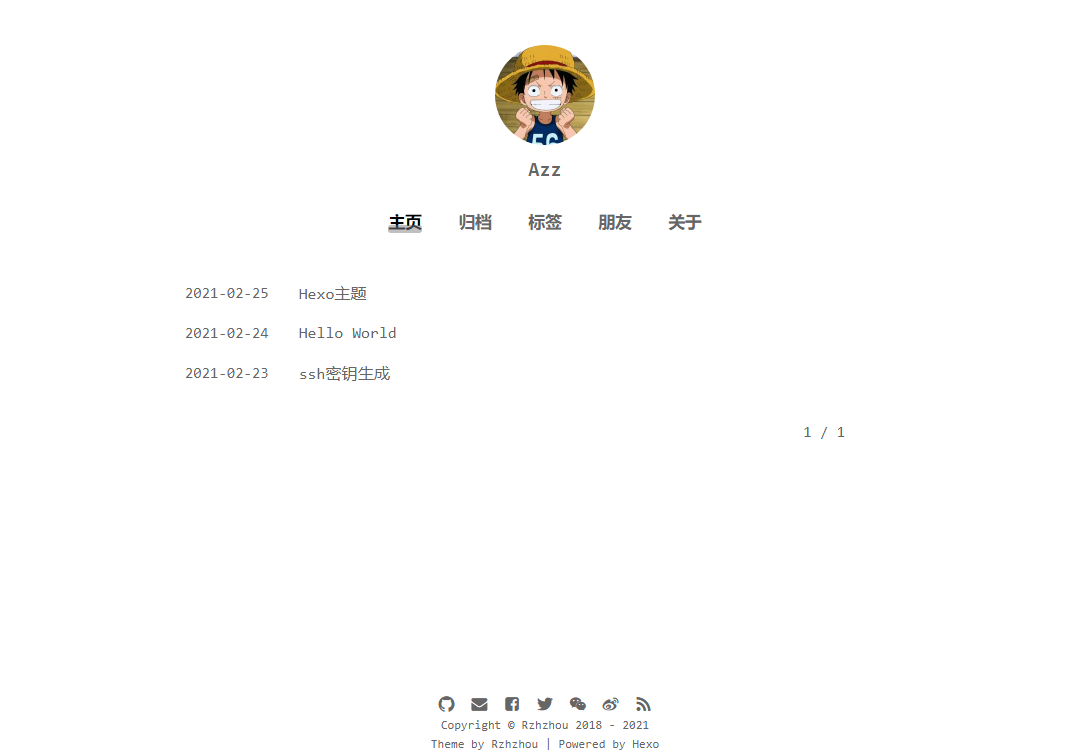 56
Azz
主页 归档 标签 朋友 关于
2021-02-25 Hexo主题
2021-02-24 Hello World
2021-02-23 ssh密钥生成
1 / 1
Copyright © Rzhzhou 2018 - 2021
Theme by Rzhzhou | Powered by Hexo